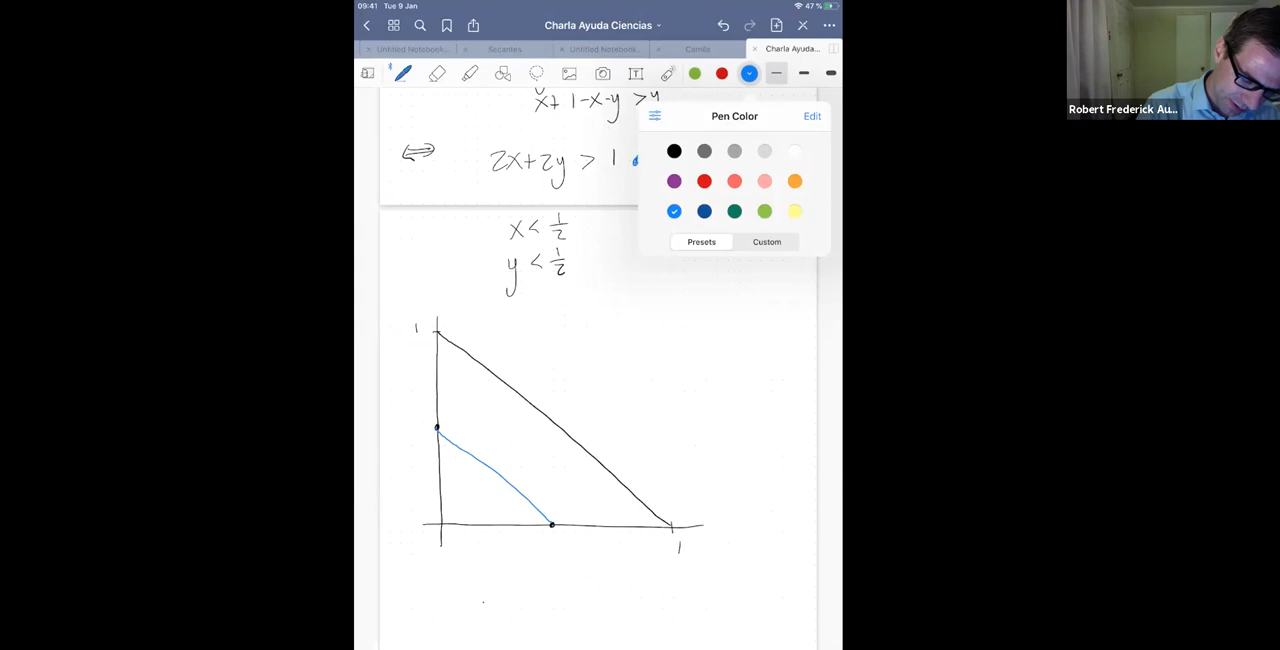 09:41 Tue 9 Jan
47 %
Charla Ayuda Ciencias
Untitled Notebook...
Secantes
Untitled Notebook...
Camila
Charla Ayuda...
x+ 1-x-y >y
Pen Color
Edit
⟺ 2x+2y > 1
x < 1/2
y < 1/2
Presets
Custom
1
1
Robert Frederick Au...